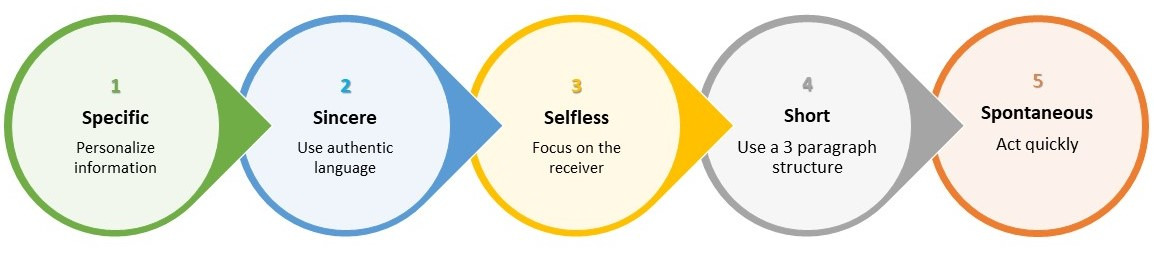 1
Specific
Personalize
information
2
Sincere
Use authentic
language
3
Selfless
Focus on the
receiver
4
Short
Use a 3 paragraph
structure
5
Spontaneous
Act quickly